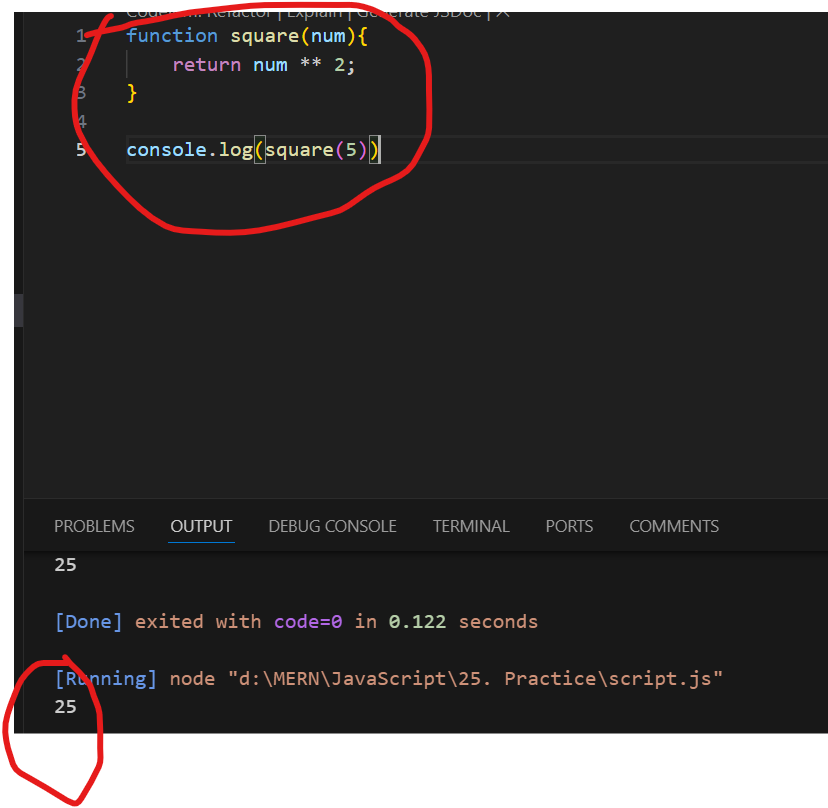 Refactor | Explain | Generate JSDoc | X
1 function square(num){
2     return num ** 2;
3 }
4
5 console.log(square(5))
PROBLEMS OUTPUT DEBUG CONSOLE TERMINAL PORTS COMMENTS
25
[Done] exited with code=0 in 0.122 seconds
[Running] node "d:\MERN\JavaScript\25. Practice\script.js"
25